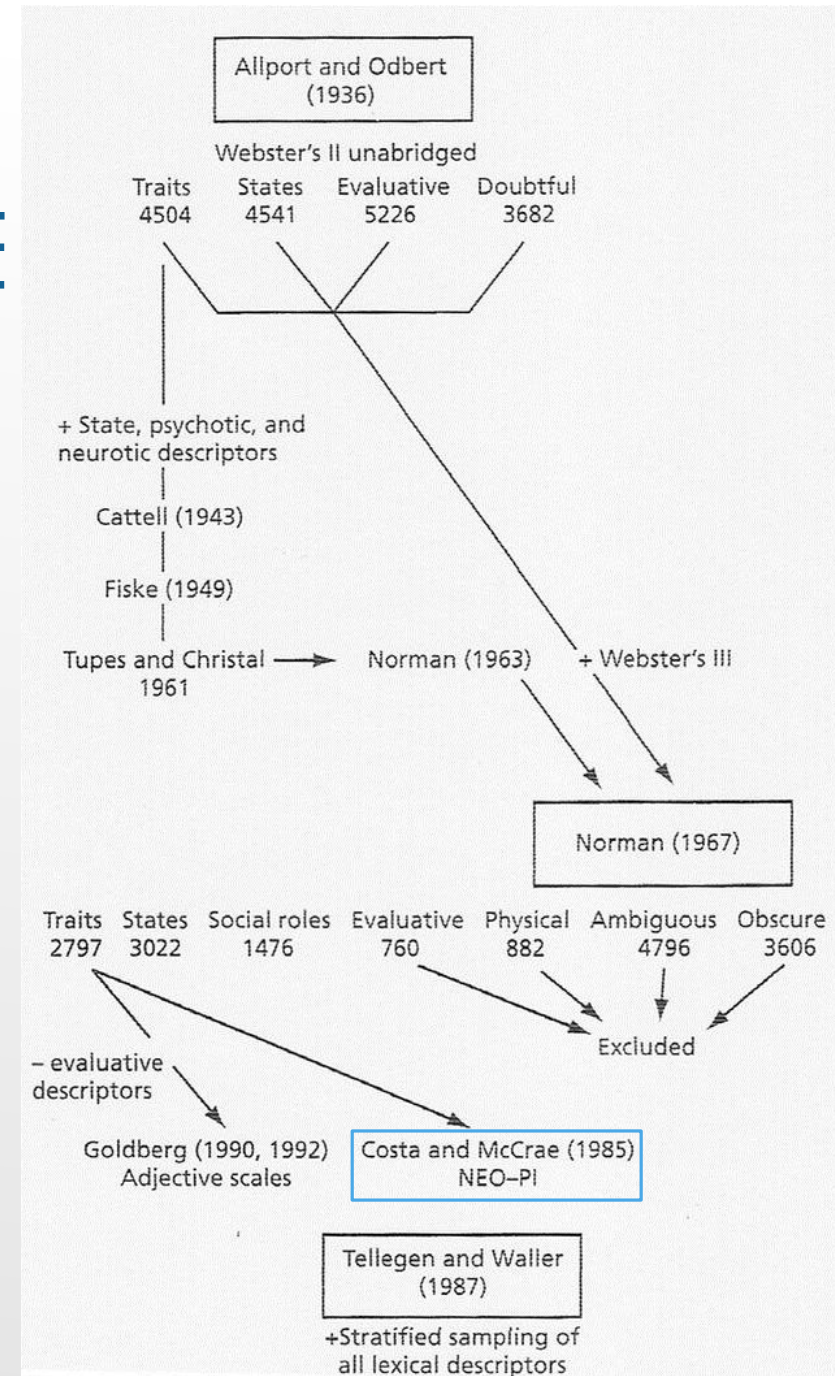 Allport and Odbert
(1936)
Webster's II unabridged
Traits States Evaluative Doubtful
4504 4541 5226 3682
+ State, psychotic, and
neurotic descriptors
Cattell (1943)
Fiske (1949)
Tupes and Christal
1961
Norman (1963)
+ Webster's III
Norman (1967)
Traits States Social roles Evaluative Physical Ambiguous Obscure
2797 3022 1476 760 882 4796 3606
Excluded
– evaluative
descriptors
Goldberg (1990, 1992)
Adjective scales
Costa and McCrae (1985)
NEO–PI
Tellegen and Waller
(1987)
+Stratified sampling of
all lexical descriptors